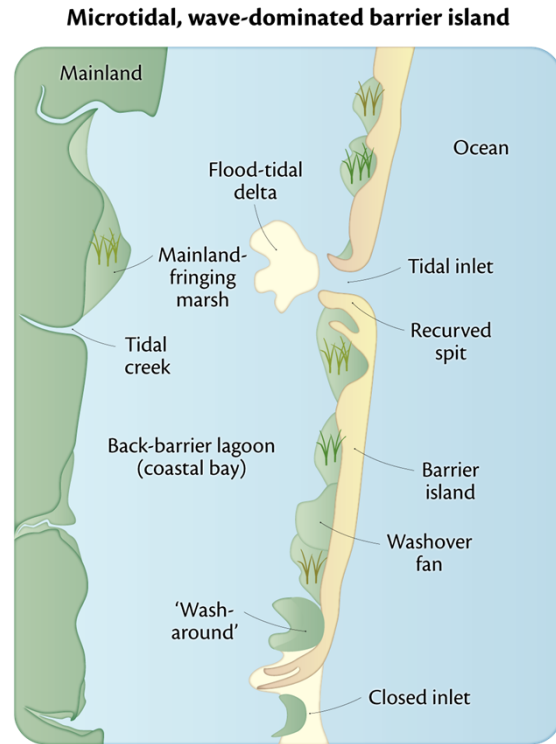 Microtidal, wave-dominated barrier island
Mainland
Ocean
Flood-tidal
delta
Mainland-
fringing
marsh
Tidal inlet
Recurved
spit
Tidal
creek
Back-barrier lagoon
(coastal bay)
Barrier
island
Washover
fan
‘Wash-
around’
Closed inlet